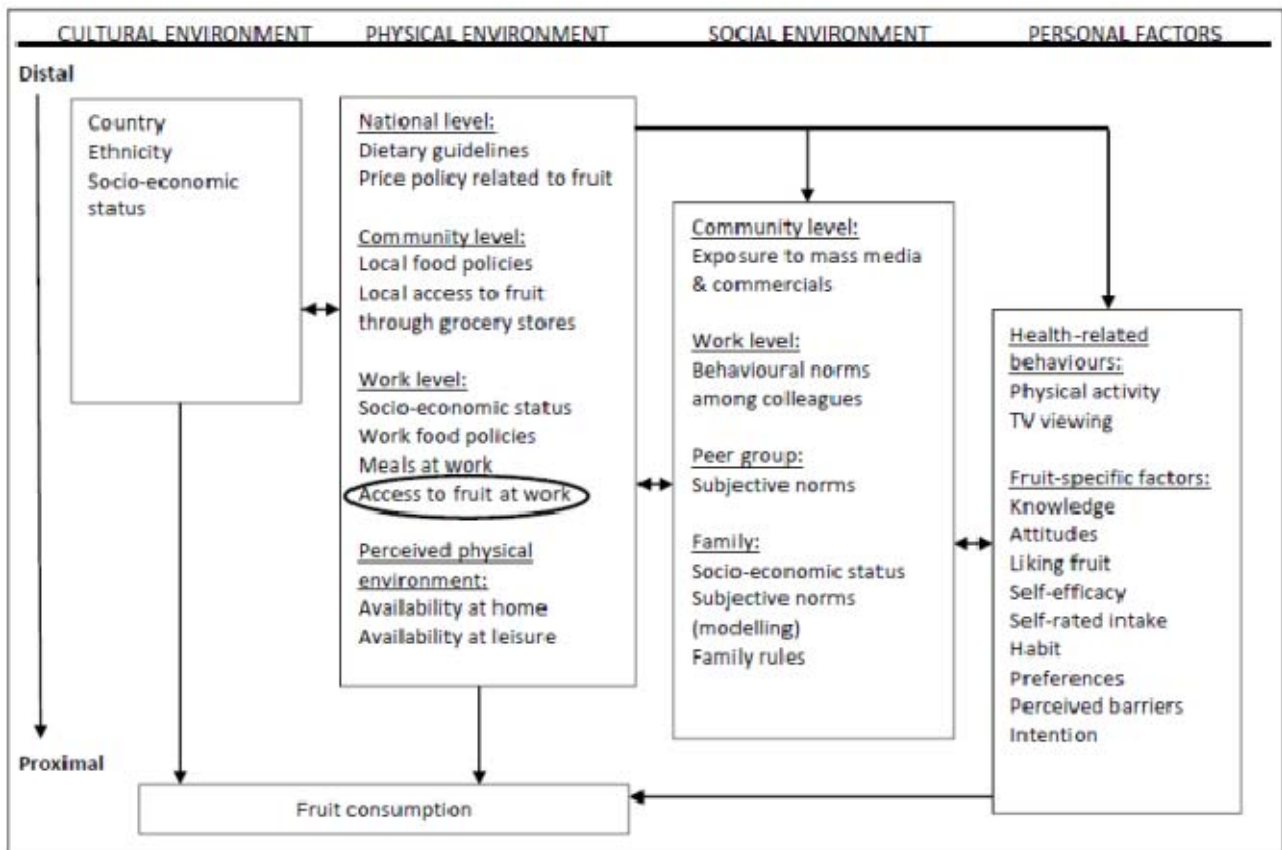 CULTURAL ENVIRONMENT
PHYSICAL ENVIRONMENT
SOCIAL ENVIRONMENT
PERSONAL FACTORS
Distal
Proximal
Country
Ethnicity
Socio-economic
status
National level:
Dietary guidelines
Price policy related to fruit
Community level:
Local food policies
Local access to fruit
through grocery stores
Work level:
Socio-economic status
Work food policies
Meals at work
Access to fruit at work
Perceived physical
environment:
Availability at home
Availability at leisure
Community level:
Exposure to mass media
& commercials
Work level:
Behavioural norms
among colleagues
Peer group:
Subjective norms
Family:
Socio-economic status
Subjective norms
(modelling)
Family rules
Health-related
behaviours:
Physical activity
TV viewing
Fruit-specific factors:
Knowledge
Attitudes
Liking fruit
Self-efficacy
Self-rated intake
Habit
Preferences
Perceived barriers
Intention
Fruit consumption